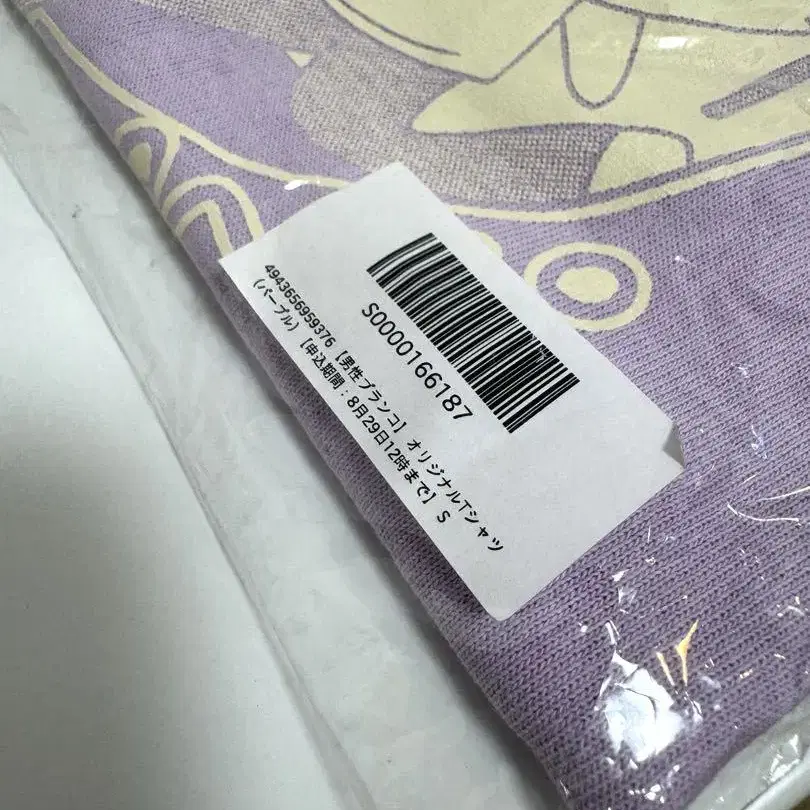 S0000166187
4943656959376【男性ブランコ】オリジナルTシャツ
(パープル)【申込期間:8月29日12時まで】S